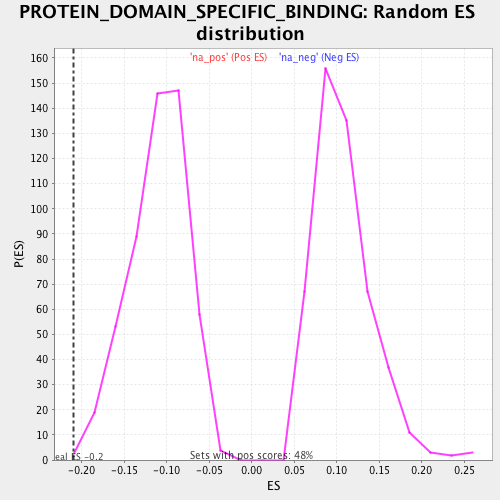 PROTEIN_DOMAIN_SPECIFIC_BINDING: Random ES
distribution
'na_pos' (Pos ES) 'na_neg' (Neg ES)
160
150
140
130
120
110
100
90
80
70
60
50
40
30
20
10
0
P(ES)
eal ES -0.2
Sets with pos scores: 48%
-0.20 -0.15 -0.10 -0.05 0.00 0.05 0.10 0.15 0.20 0.25
ES